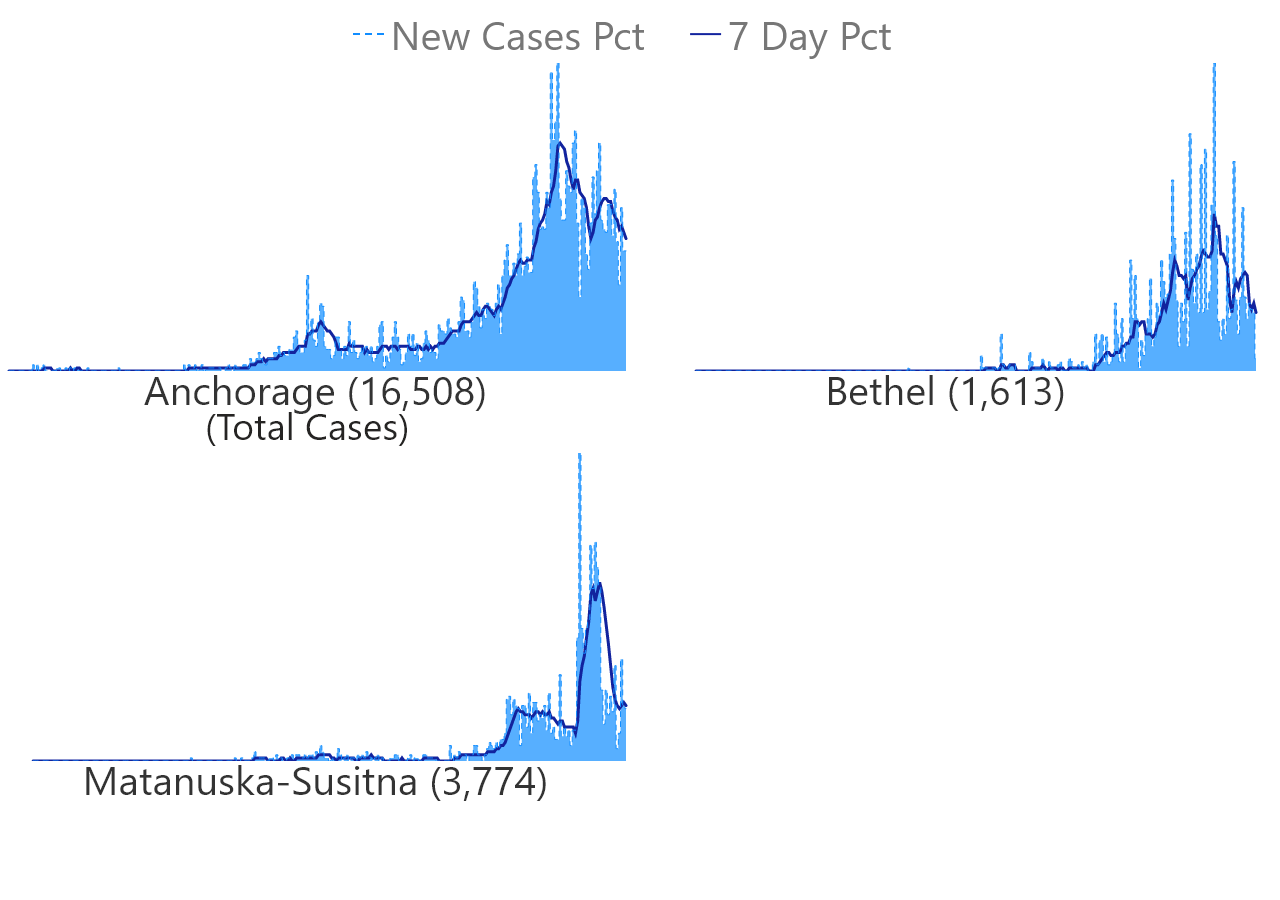 New Cases Pct 7 Day Pct
Anchorage (16,508)
(Total Cases)
Bethel (1,613)
Matanuska-Susitna (3,774)